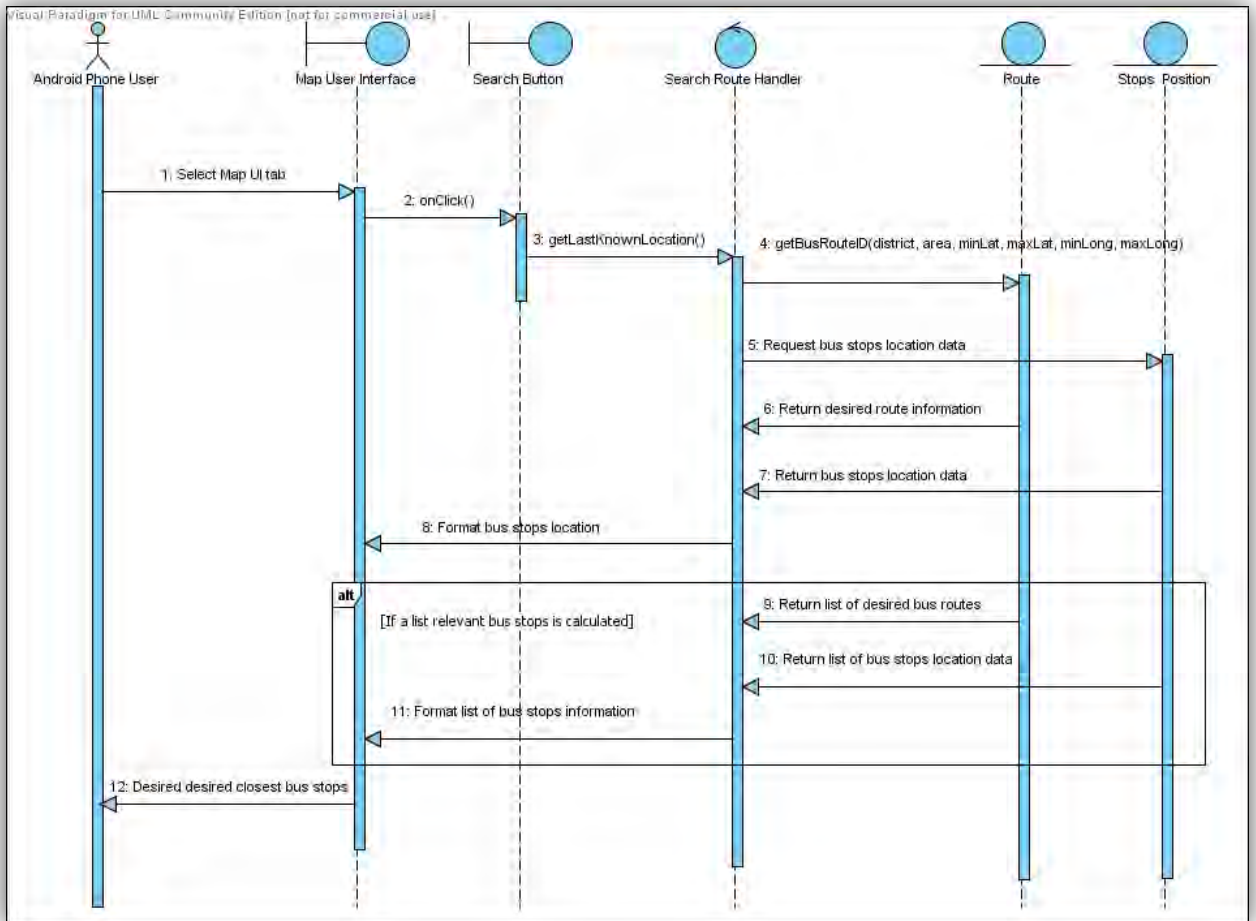 Visual Paradigm for UML Community Edition [not for commercial use]
Android Phone User
Map User Interface
Search Button
Search Route Handler
Route
Stops Position
1: Select Map UI tab
2: onClick()
3: getLastKnownLocation()
4: getBusRouteID(district, area, minLat, maxLat, minLong, maxLong)
5: Request bus stops location data
6: Return desired route information
7: Return bus stops location data
8: Format bus stops location
alt
[If a list relevant bus stops is calculated]
9: Return list of desired bus routes
10: Return list of bus stops location data
11: Format list of bus stops information
12: Desired desired closest bus stops